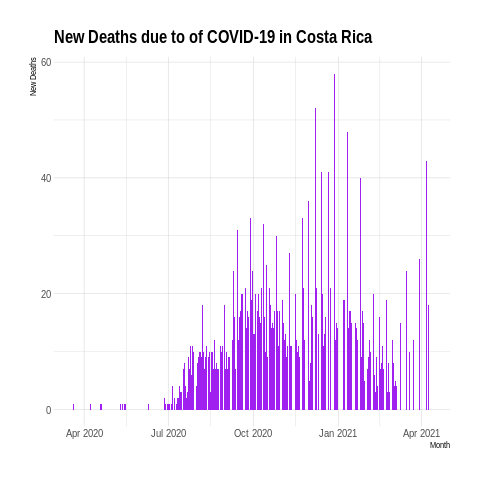 New Deaths due to of COVID-19 in Costa Rica
New Deaths
60
40
20
0
Apr 2020 Jul 2020 Oct 2020 Jan 2021 Apr 2021
Month